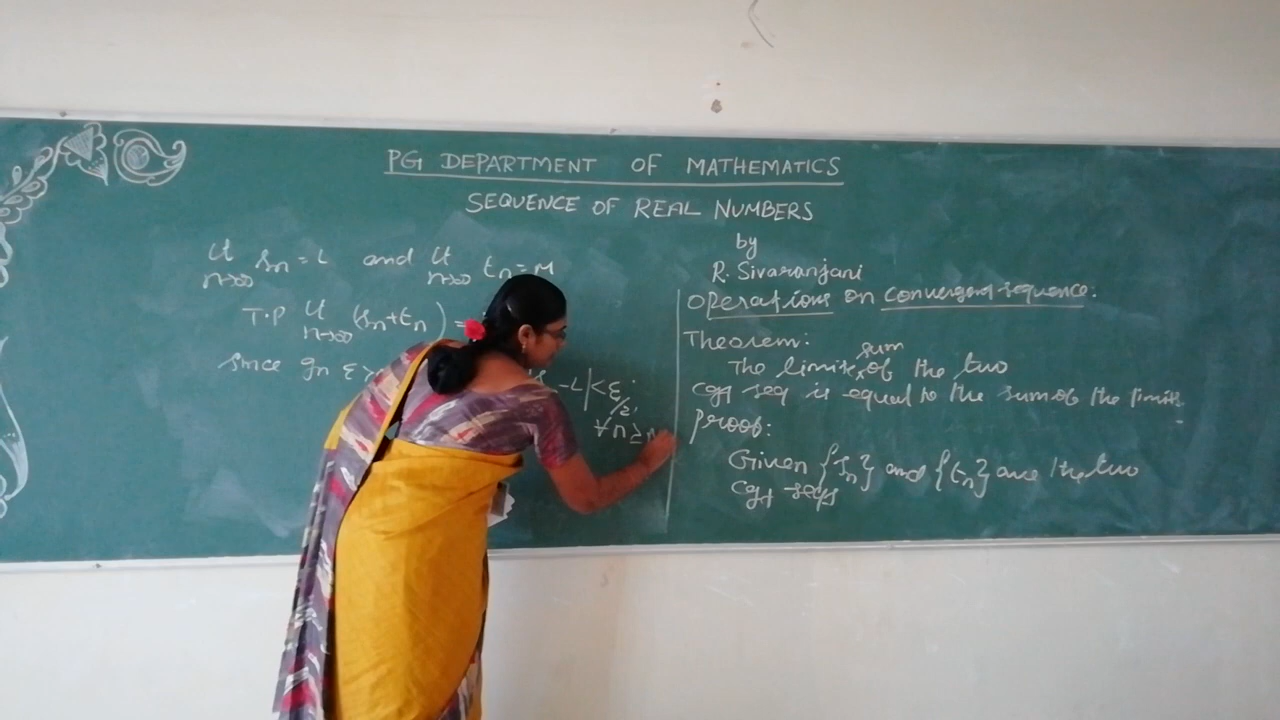 PG DEPARTMENT OF MATHEMATICS
SEQUENCE OF REAL NUMBERS
by
R. Sivaranjani
lt n→∞ Sn = L and lt n→∞ tn = M
T.P lt n→∞ (Sn+tn) =
Since gn ε>
-L|< ε/2,
∀ n ≥
Operations on convergent sequence:
Theorem:
The limits of sum the two
cgt seq is equal to the sum of the limits
Proof:
Given {Sn} and {tn} are the two
cgt seqs